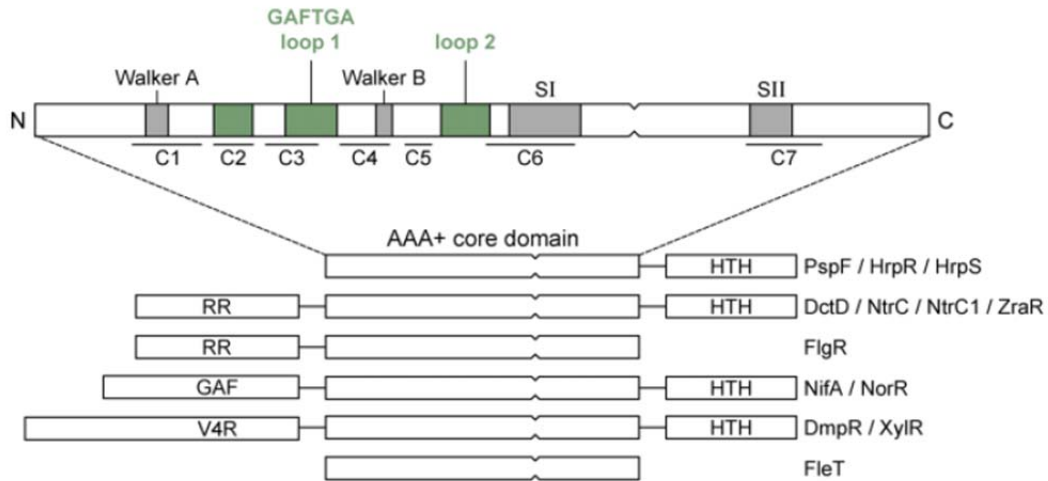 GAFTGA
loop 1
loop 2
Walker A
Walker B
SI
SII
N
C
C1
C2
C3
C4
C5
C6
C7
AAA+ core domain
HTH
PspF / HrpR / HrpS
RR
HTH
DctD / NtrC / NtrC1 / ZraR
RR
FlgR
GAF
HTH
NifA / NorR
V4R
HTH
DmpR / XylR
FleT